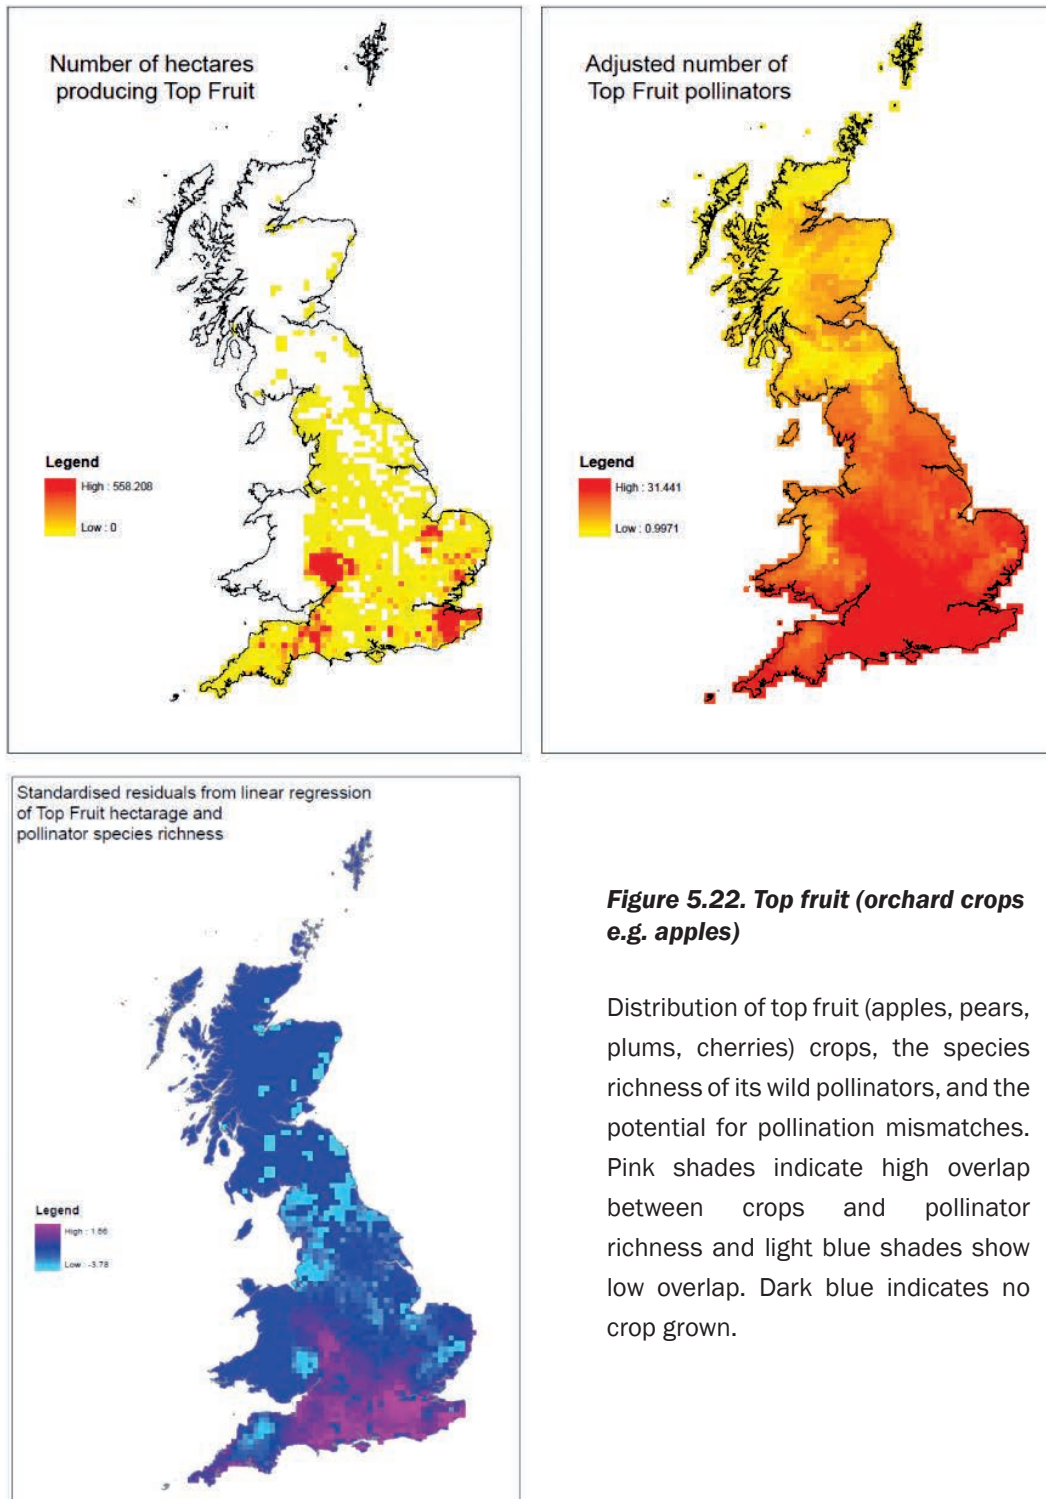 Number of hectares
producing Top Fruit
Legend
High : 558.208
Low : 0
Adjusted number of
Top Fruit pollinators
Legend
High : 31.441
Low : 0.9971
Standardised residuals from linear regression
of Top Fruit hectarage and
pollinator species richness
Legend
High : 1.66
Low : -3.78
Figure 5.22. Top fruit (orchard crops
e.g. apples)
Distribution of top fruit (apples, pears,
plums, cherries) crops, the species
richness of its wild pollinators, and the
potential for pollination mismatches.
Pink shades indicate high overlap
between crops and pollinator
richness and light blue shades show
low overlap. Dark blue indicates no
crop grown.